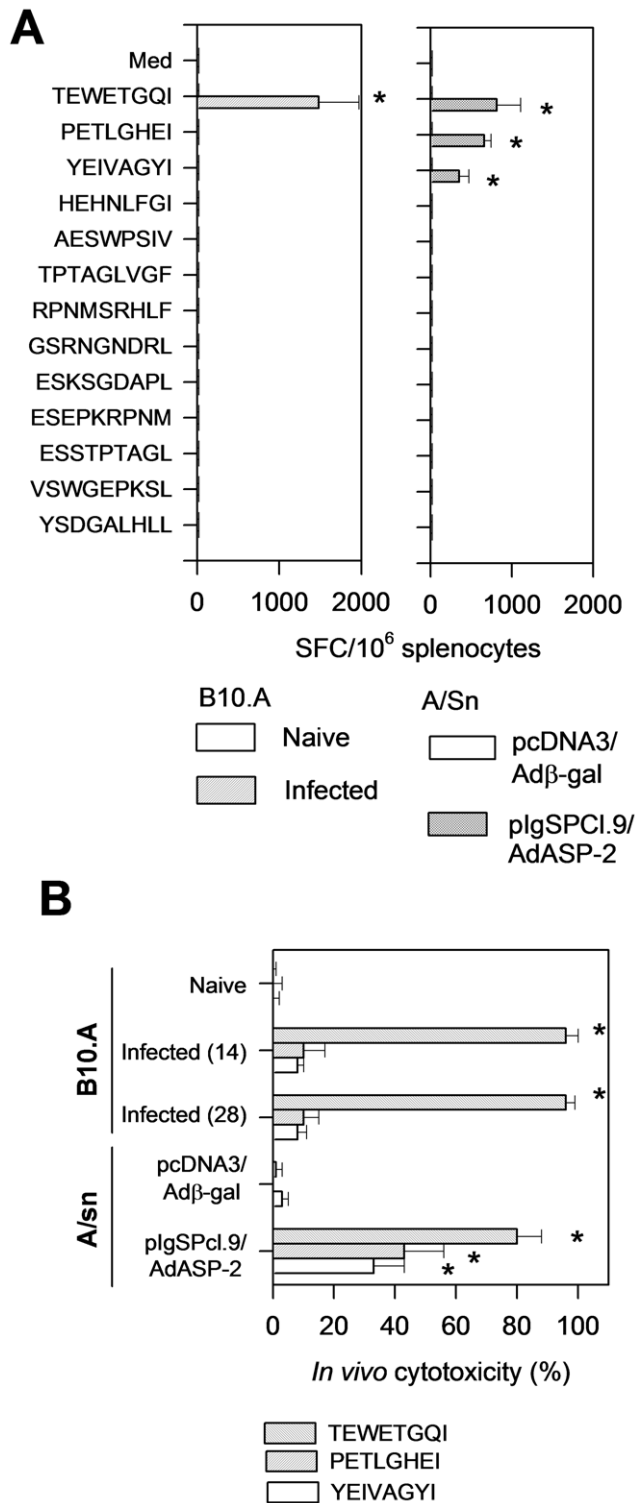 A
Med
TEWETGQI
PETLGHEI
YEIVAGYI
HEHNLFGI
AESWPSIV
TPTAGLVGF
RPNMSRHLF
GSRNGNDRL
ESKSGDAPL
ESEPKRPNM
ESSTPTAGL
VSWGEPKSL
YSDGALHLL
*
*
*
*
0 1000 2000 0 1000 2000
SFC/10⁶ splenocytes
B10.A
Naive
Infected
A/Sn
pcDNA3/
Adβ-gal
pIgSPCl.9/
AdASP-2
B
B10.A
Naive
Infected (14) *
Infected (28) *
A/sn
pcDNA3/
Adβ-gal
pIgSPcl.9/
AdASP-2
*
*
*
0 20 40 60 80 100
In vivo cytotoxicity (%)
TEWETGQI
PETLGHEI
YEIVAGYI